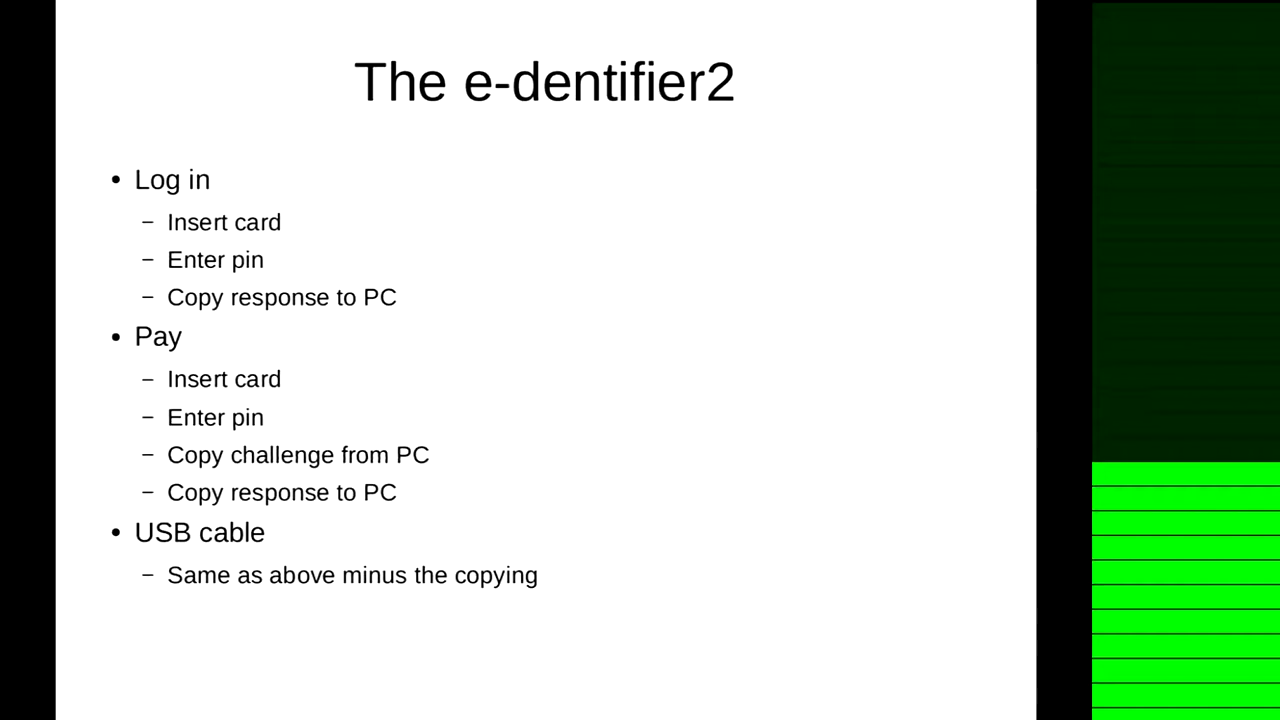 The e-dentifier2
• Log in
– Insert card
– Enter pin
– Copy response to PC
• Pay
– Insert card
– Enter pin
– Copy challenge from PC
– Copy response to PC
• USB cable
– Same as above minus the copying